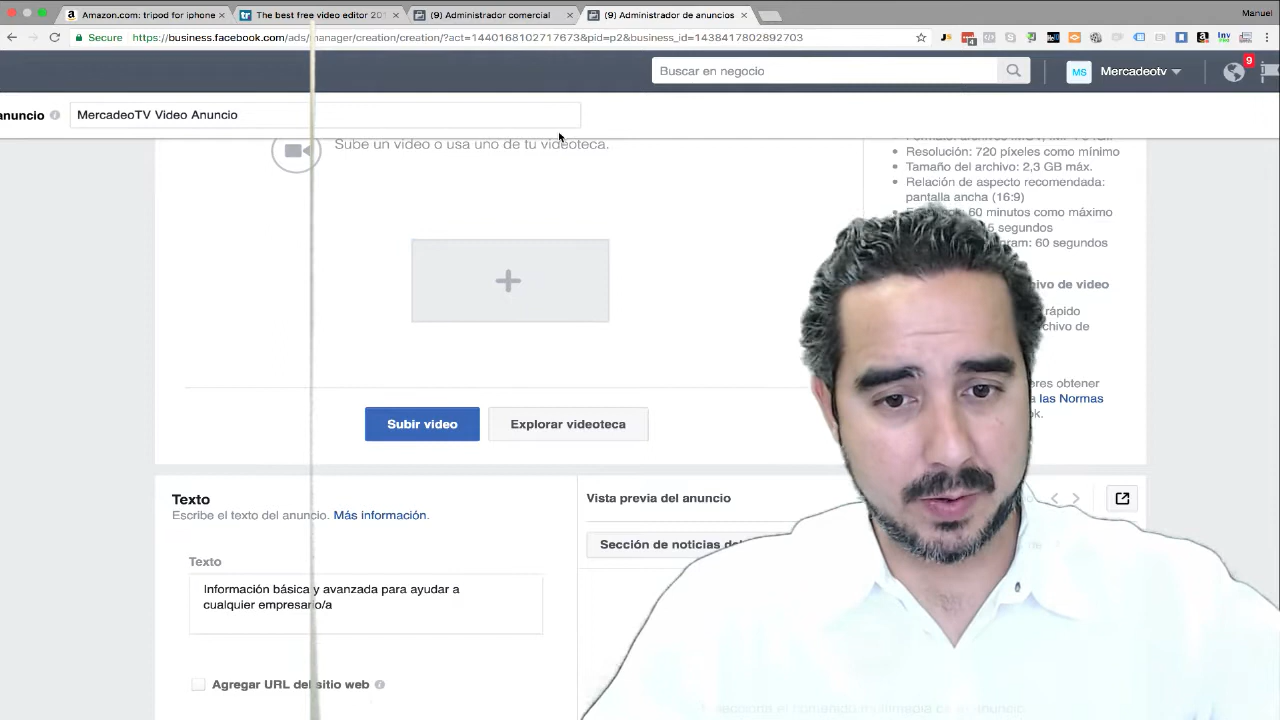 Amazon.com: tripod for iphone
The best free video editor 201
(9) Administrador comercial
(9) Administrador de anuncios
Manuel
Secure
https://business.facebook.com/ads/manager/creation/creation/?act=1440168102717673&pid=p2&business_id=1438417802892703
Buscar en negocio
MS
Mercadeotv
9
anuncio
MercadeoTV Video Anuncio
Sube un video o usa uno de tu videoteca.
Resolución: 720 píxeles como mínimo
Tamaño del archivo: 2,3 GB máx.
Relación de aspecto recomendada:
pantalla ancha (16:9)
60 minutos como máximo
segundos
60 segundos
de video
rápido
Subir video
Explorar videoteca
obtener
las Normas
Texto
Escribe el texto del anuncio. Más información.
Vista previa del anuncio
Texto
Sección de noticias
Información básica y avanzada para ayudar a
cualquier empresario/a
Agregar URL del sitio web